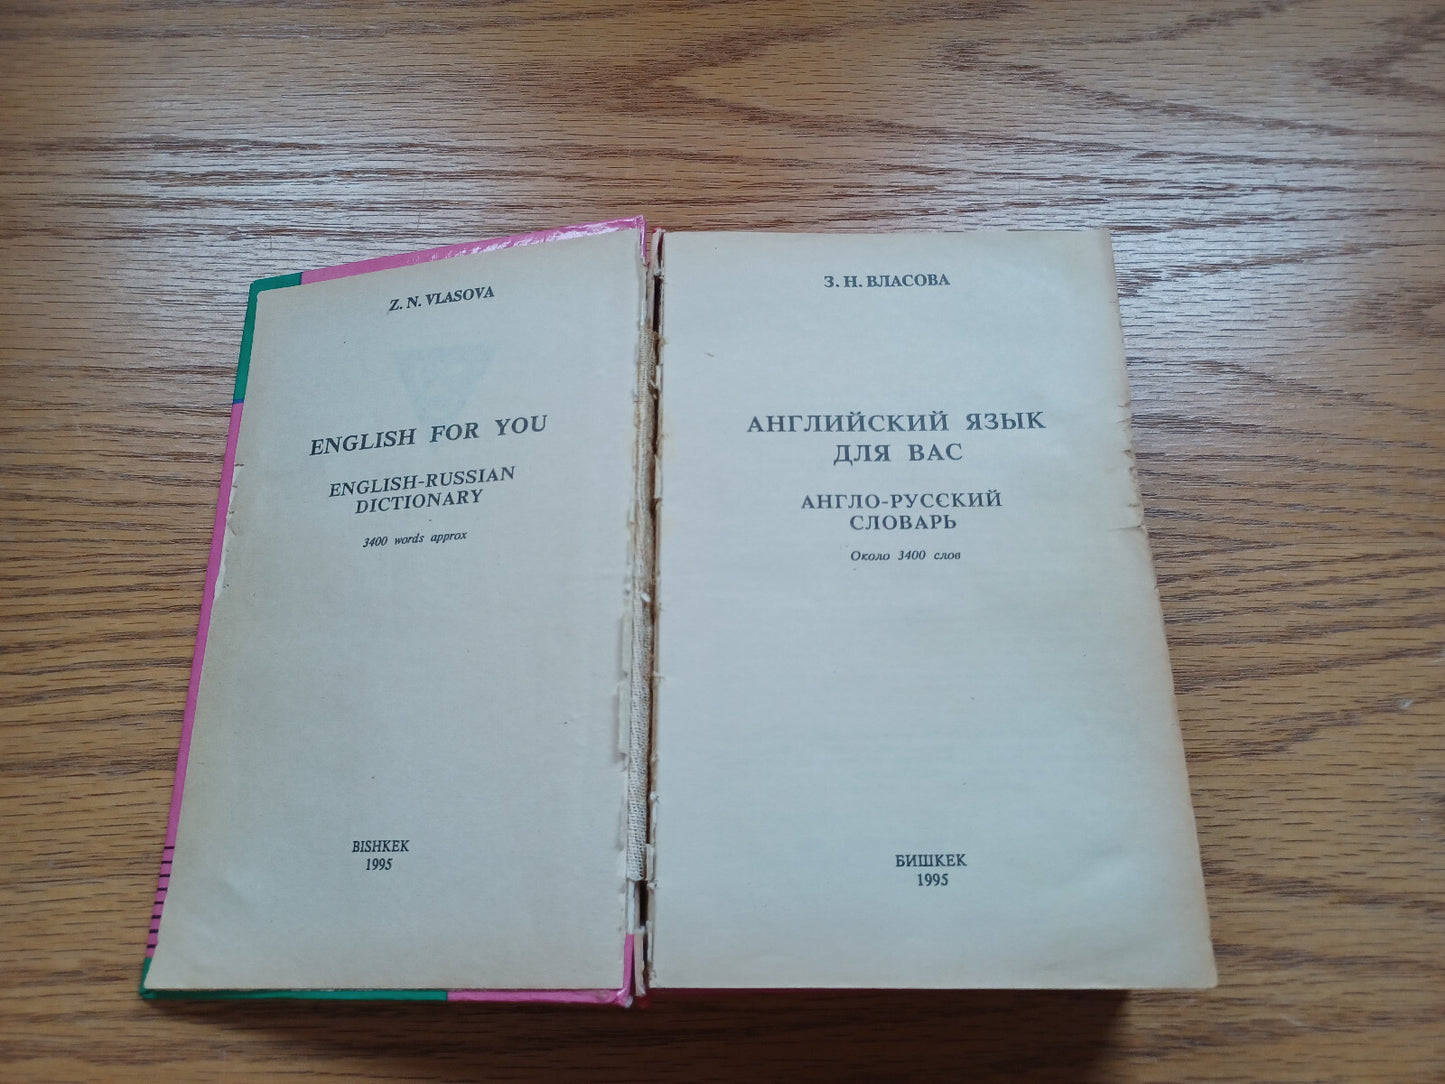 Z. N. VLASOVA
ENGLISH FOR YOU
ENGLISH-RUSSIAN
DICTIONARY
3400 words approx
BISHKEK
1995
З. Н. ВЛАСОВА
АНГЛИЙСКИЙ ЯЗЫК
ДЛЯ ВАС
АНГЛО-РУССКИЙ
СЛОВАРЬ
Около 3400 слов
БИШКЕК
1995